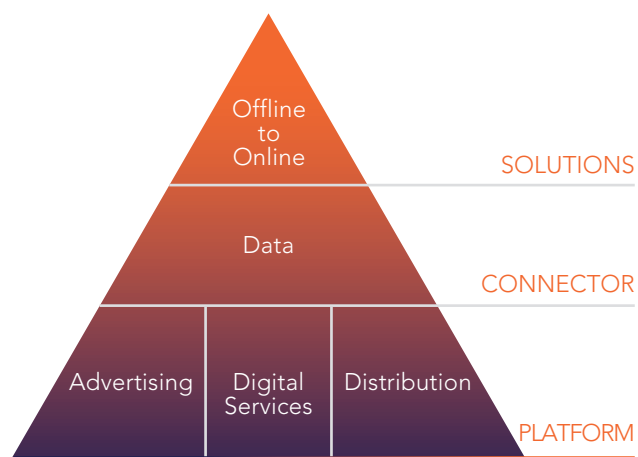 Offline
to
Online
SOLUTIONS
Data
CONNECTOR
Advertising
Digital
Services
Distribution
PLATFORM